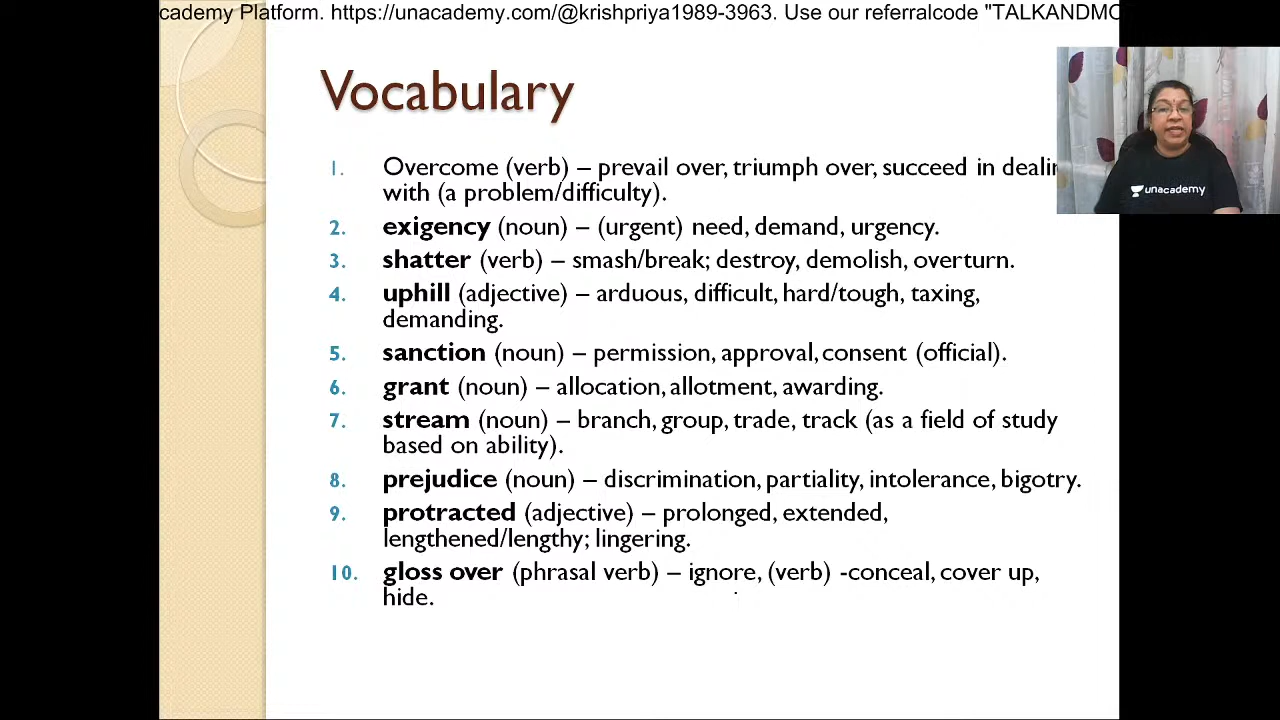 cademy Platform. https://unacademy.com/@krishpriya1989-3963. Use our referralcode "TALKANDMO
Vocabulary
1. Overcome (verb) – prevail over, triumph over, succeed in dealin
with (a problem/difficulty).
2. exigency (noun) – (urgent) need, demand, urgency.
3. shatter (verb) – smash/break; destroy, demolish, overturn.
4. uphill (adjective) – arduous, difficult, hard/tough, taxing,
demanding.
5. sanction (noun) – permission, approval, consent (official).
6. grant (noun) – allocation, allotment, awarding.
7. stream (noun) – branch, group, trade, track (as a field of study
based on ability).
8. prejudice (noun) – discrimination, partiality, intolerance, bigotry.
9. protracted (adjective) – prolonged, extended,
lengthened/lengthy; lingering.
10. gloss over (phrasal verb) – ignore, (verb) -conceal, cover up,
hide.
unacademy